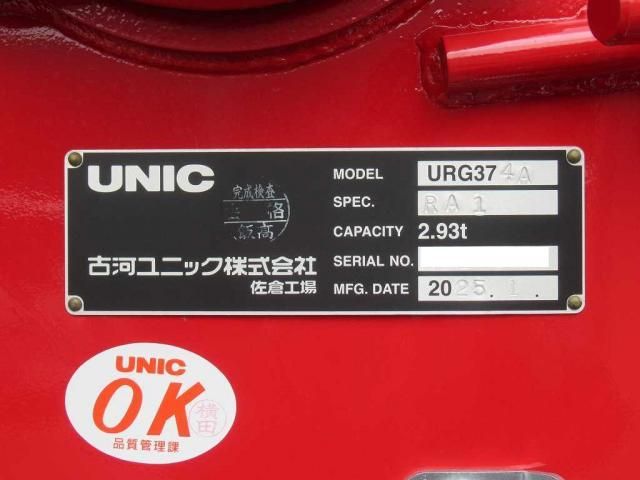 UNIC
完成検査
合格
飯高
古河ユニック株式会社
佐倉工場
MODEL URG374A
SPEC. RA1
CAPACITY 2.93t
SERIAL NO.
MFG. DATE 2025.1.
UNIC
OK
横田
品質管理課